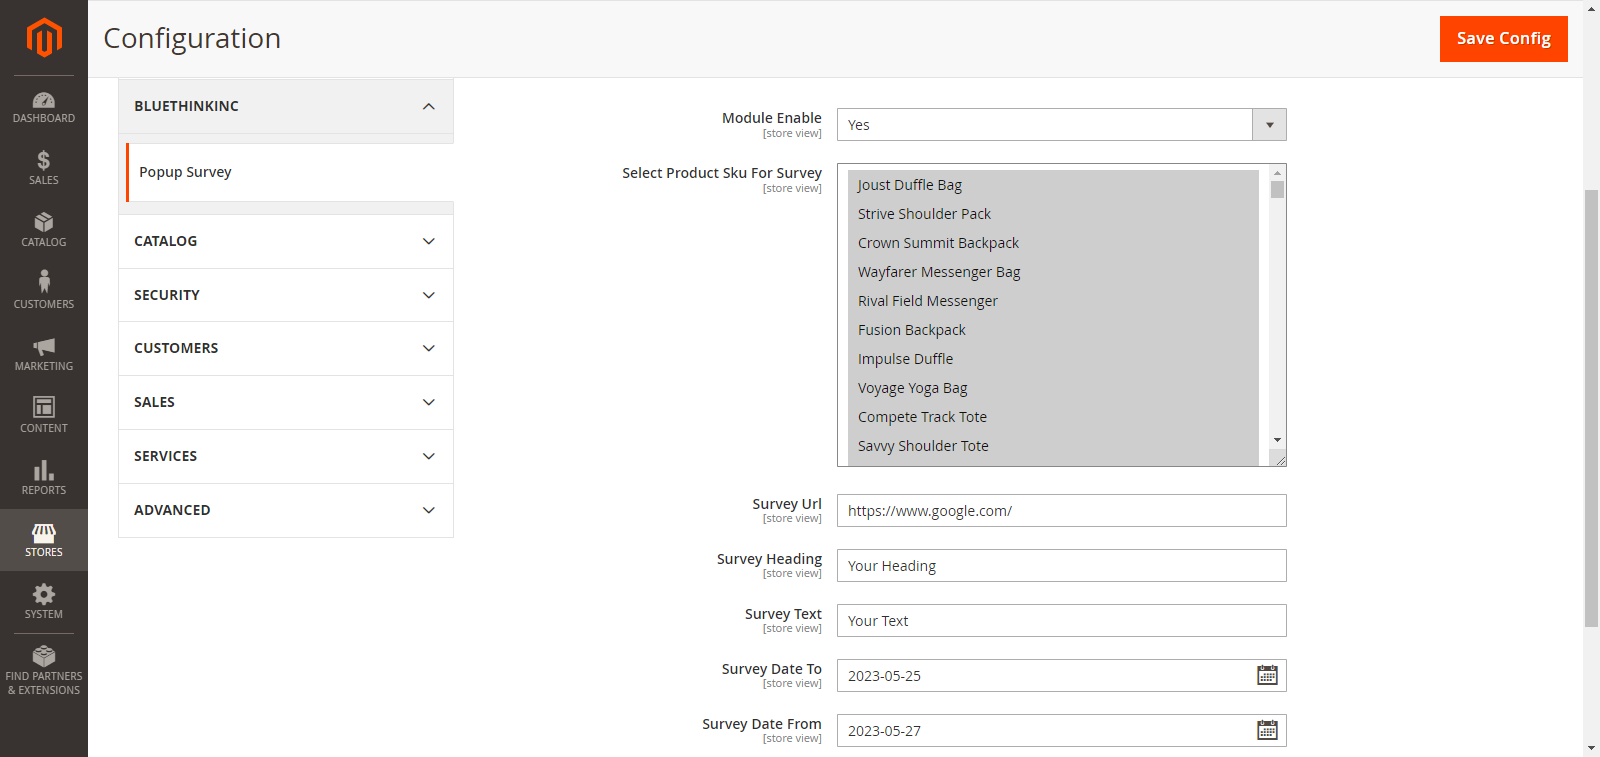 Configuration
Save Config
DASHBOARD
SALES
CATALOG
CUSTOMERS
MARKETING
CONTENT
REPORTS
STORES
SYSTEM
FIND PARTNERS
& EXTENSIONS
BLUETHINKINC
Popup Survey
CATALOG
SECURITY
CUSTOMERS
SALES
SERVICES
ADVANCED
Module Enable
[store view]
Yes
Select Product Sku For Survey
[store view]
Joust Duffle Bag
Strive Shoulder Pack
Crown Summit Backpack
Wayfarer Messenger Bag
Rival Field Messenger
Fusion Backpack
Impulse Duffle
Voyage Yoga Bag
Compete Track Tote
Savvy Shoulder Tote
Survey Url
[store view]
https://www.google.com/
Survey Heading
[store view]
Your Heading
Survey Text
[store view]
Your Text
Survey Date To
[store view]
2023-05-25
Survey Date From
[store view]
2023-05-27